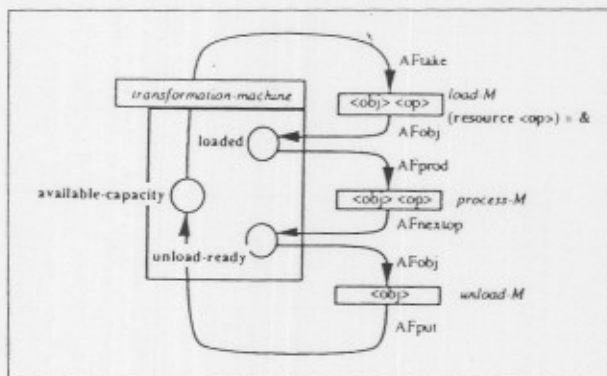 AFtake
transformation-machine
<obj> <op>
load-M
(resource <op>) = &
AFobj
loaded
AFprod
available-capacity
<obj> <op>
process-M
AFnextop
unload-ready
AFobj
<obj>
unload-M
AFput